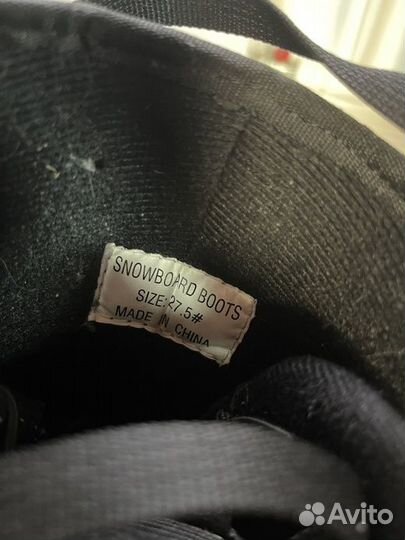 SNOWBOARD BOOTS
SIZE:27.5#
MADE IN CHINA
Avito